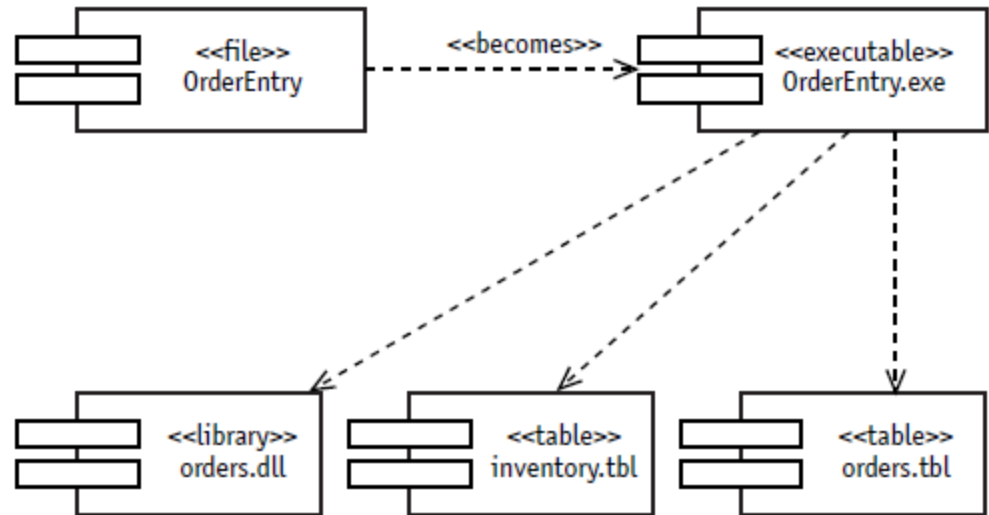 <<file>>
OrderEntry
<<becomes>>
<<executable>>
OrderEntry.exe
<<library>>
orders.dll
<<table>>
inventory.tbl
<<table>>
orders.tbl